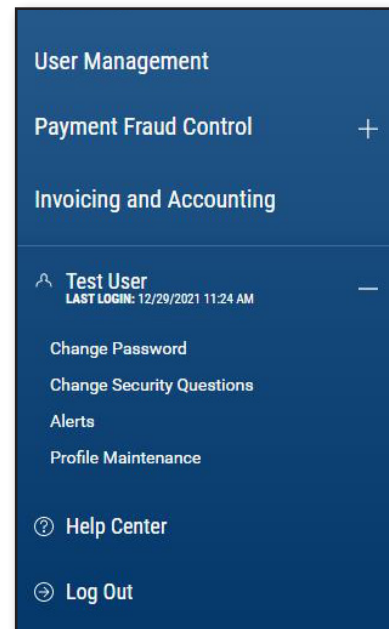 User Management
Payment Fraud Control
Invoicing and Accounting
Test User
LAST LOGIN: 12/29/2021 11:24 AM
Change Password
Change Security Questions
Alerts
Profile Maintenance
Help Center
Log Out